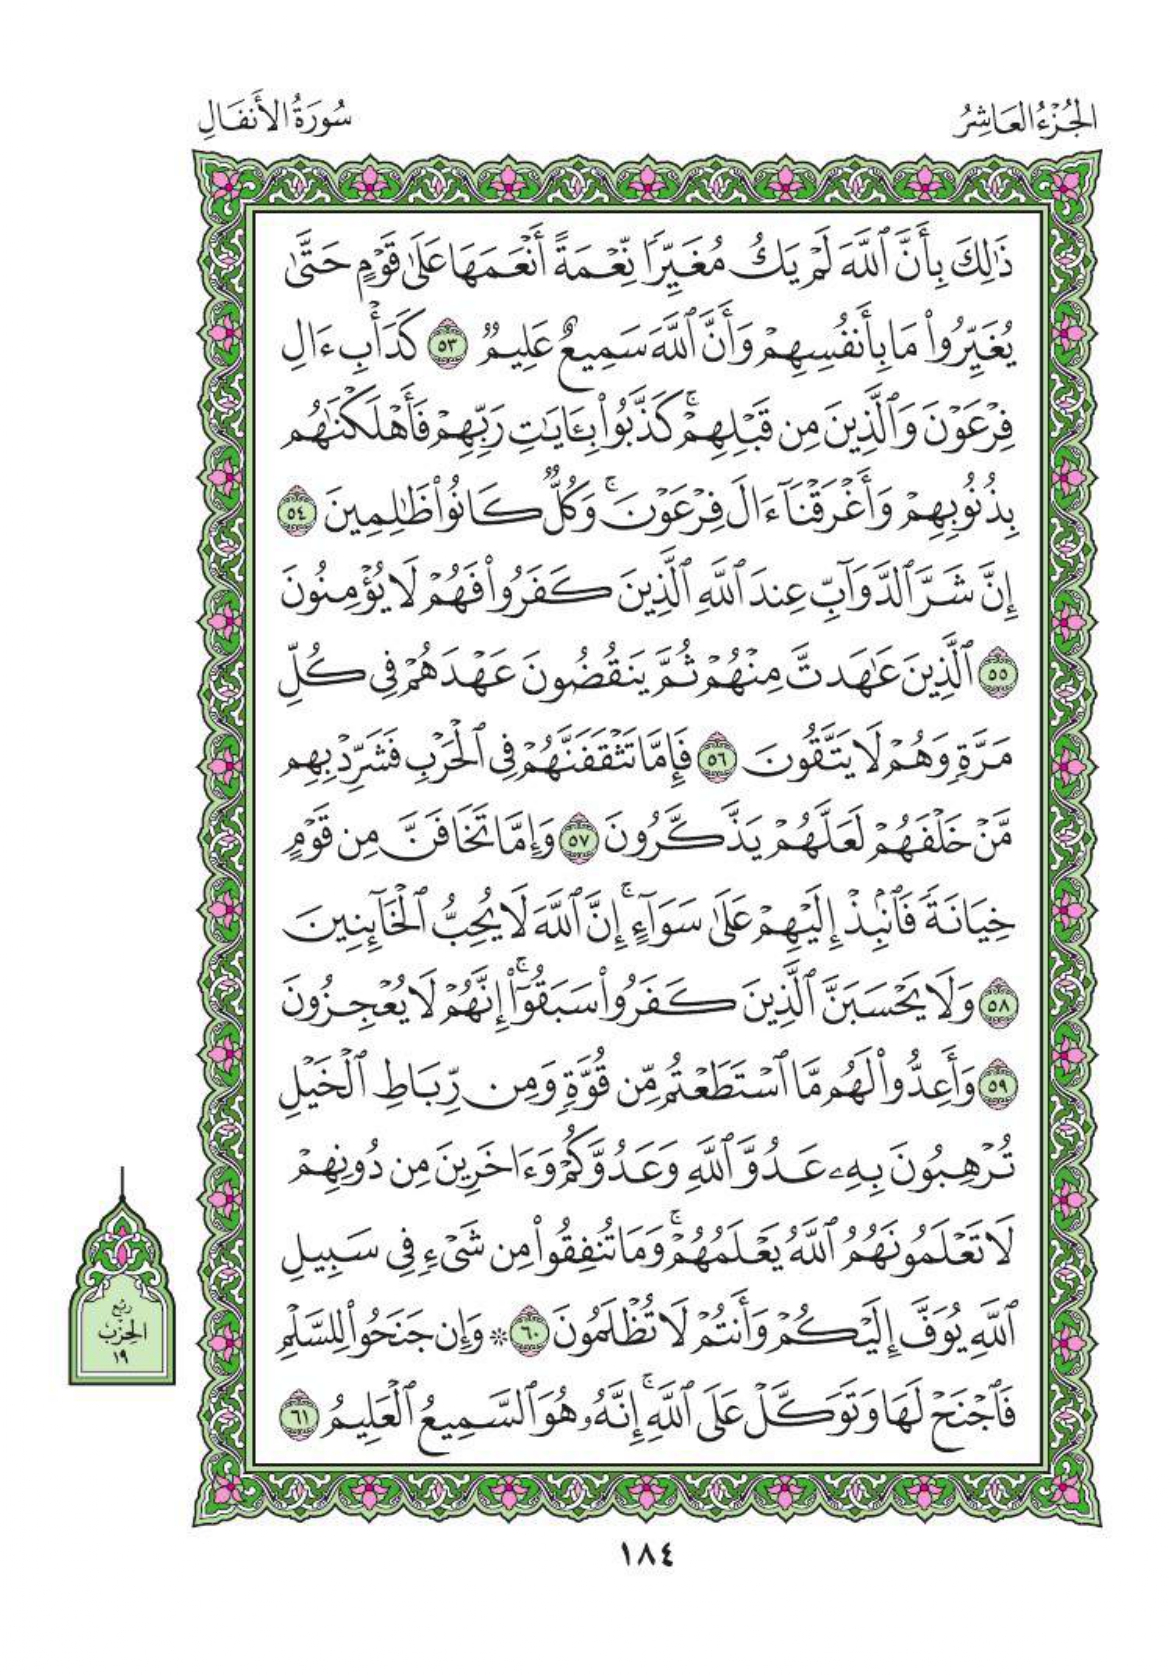 الجُزْءُ العَاشِرُ
سُورَةُ الأَنفَالِ
ذَٰلِكَ بِأَنَّ ٱللَّهَ لَمْ يَكُ مُغَيِّرًا نِّعْمَةً أَنْعَمَهَا عَلَىٰ قَوْمٍ حَتَّىٰ
يُغَيِّرُوا۟ مَا بِأَنفُسِهِمْ وَأَنَّ ٱللَّهَ سَمِيعٌ عَلِيمٌ ٥٣ كَدَأْبِ ءَالِ
فِرْعَوْنَ وَٱلَّذِينَ مِن قَبْلِهِمْ ۚ كَذَّبُوا۟ بِـَٔايَـٰتِ رَبِّهِمْ فَأَهْلَكْنَـٰهُم
بِذُنُوبِهِمْ وَأَغْرَقْنَآ ءَالَ فِرْعَوْنَ ۚ وَكُلٌّ كَانُوا۟ ظَـٰلِمِينَ ٥٤
إِنَّ شَرَّ ٱلدَّوَآبِّ عِندَ ٱللَّهِ ٱلَّذِينَ كَفَرُوا۟ فَهُمْ لَا يُؤْمِنُونَ
٥٥ ٱلَّذِينَ عَـٰهَدتَّ مِنْهُمْ ثُمَّ يَنقُضُونَ عَهْدَهُمْ فِى كُلِّ
مَرَّةٍ وَهُمْ لَا يَتَّقُونَ ٥٦ فَإِمَّا تَثْقَفَنَّهُمْ فِى ٱلْحَرْبِ فَشَرِّدْ بِهِم
مَّنْ خَلْفَهُمْ لَعَلَّهُمْ يَذَّكَّرُونَ ٥٧ وَإِمَّا تَخَافَنَّ مِن قَوْمٍ
خِيَانَةً فَٱنۢبِذْ إِلَيْهِمْ عَلَىٰ سَوَآءٍ ۚ إِنَّ ٱللَّهَ لَا يُحِبُّ ٱلْخَآئِنِينَ
٥٨ وَلَا يَحْسَبَنَّ ٱلَّذِينَ كَفَرُوا۟ سَبَقُوٓا۟ ۚ إِنَّهُمْ لَا يُعْجِزُونَ
٥٩ وَأَعِدُّوا۟ لَهُم مَّا ٱسْتَطَعْتُم مِّن قُوَّةٍ وَمِن رِّبَاطِ ٱلْخَيْلِ
تُرْهِبُونَ بِهِۦ عَدُوَّ ٱللَّهِ وَعَدُوَّكُمْ وَءَاخَرِينَ مِن دُونِهِمْ
لَا تَعْلَمُونَهُمُ ٱللَّهُ يَعْلَمُهُمْ ۚ وَمَا تُنفِقُوا۟ مِن شَىْءٍ فِى سَبِيلِ
ٱللَّهِ يُوَفَّ إِلَيْكُمْ وَأَنتُمْ لَا تُظْلَمُونَ ٦٠ ۞ وَإِن جَنَحُوا۟ لِلسَّلْمِ
فَٱجْنَحْ لَهَا وَتَوَكَّلْ عَلَى ٱللَّهِ ۚ إِنَّهُۥ هُوَ ٱلسَّمِيعُ ٱلْعَلِيمُ ٦١
رُبْع
الحِزْب
١٩
١٨٤